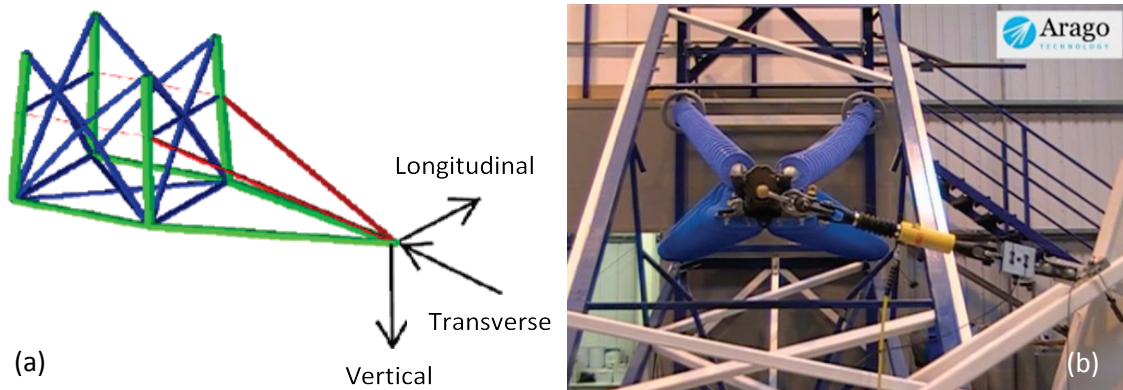 Longitudinal
Transverse
Vertical
(a)
Arago
TECHNOLOGY
(b)